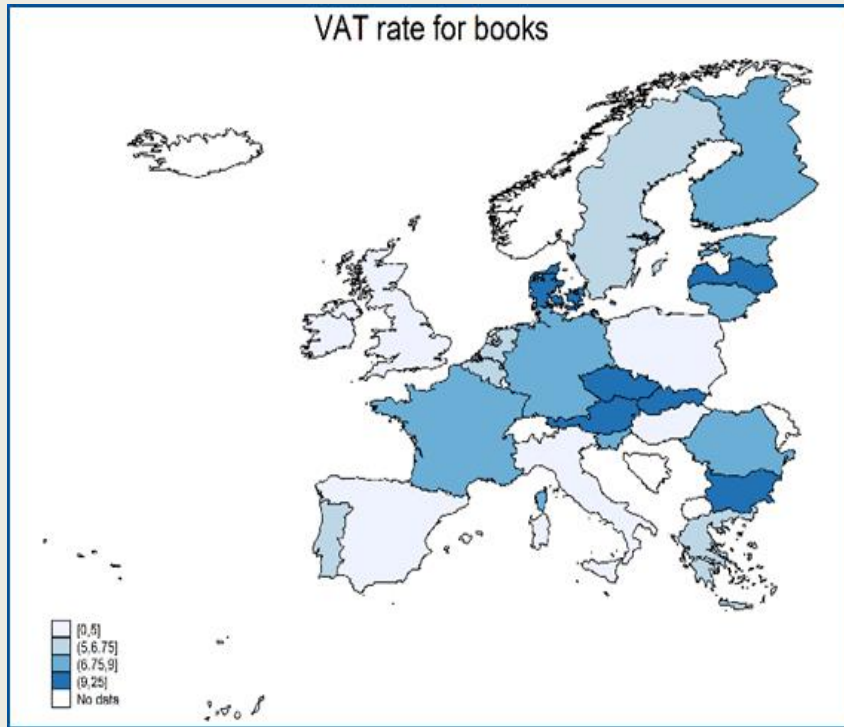 VAT rate for books
[0,5]
(5,6.75]
(6.75,9]
(9,25]
No data